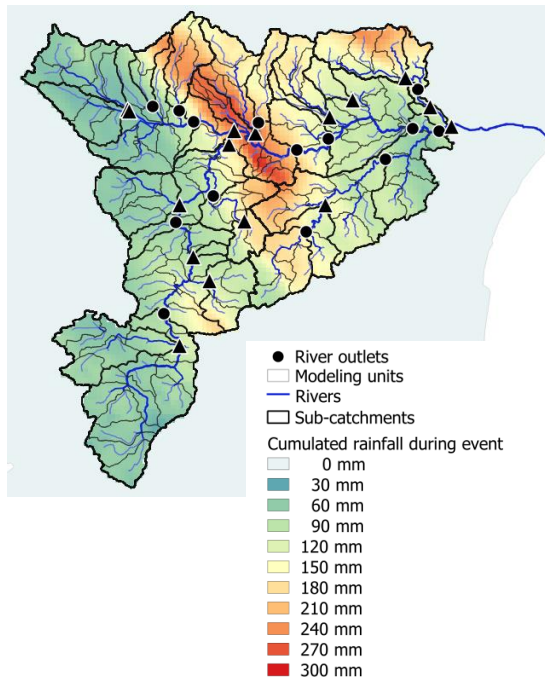 River outlets
Modeling units
Rivers
Sub-catchments
Cumulated rainfall during event
0 mm
30 mm
60 mm
90 mm
120 mm
150 mm
180 mm
210 mm
240 mm
270 mm
300 mm